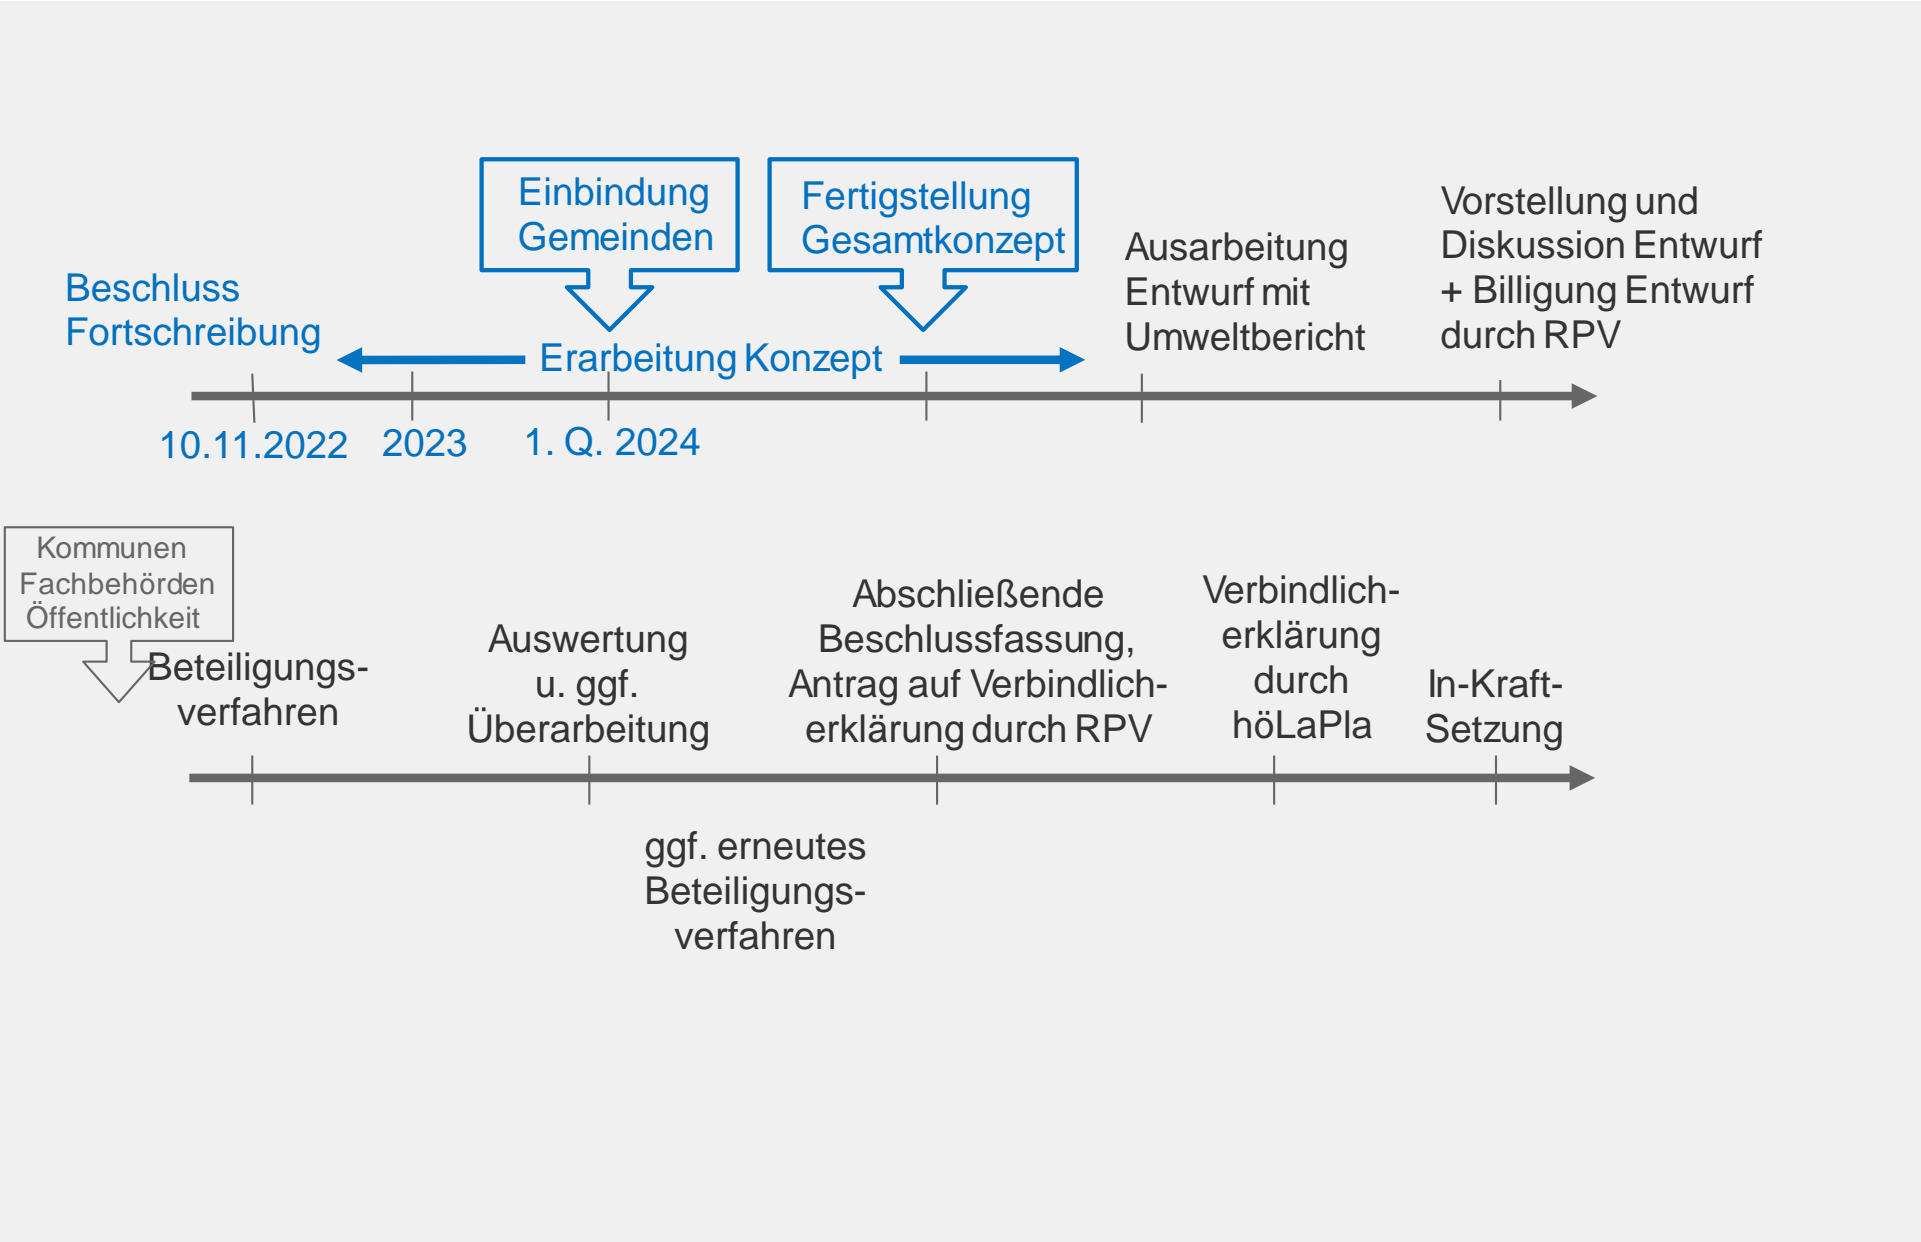 Einbindung
Gemeinden
Fertigstellung
Gesamtkonzept
Vorstellung und
Diskussion Entwurf
+ Billigung Entwurf
durch RPV
Ausarbeitung
Entwurf mit
Umweltbericht
Beschluss
Fortschreibung
Erarbeitung Konzept
10.11.2022
2023
1. Q. 2024
Kommunen
Fachbehörden
Öffentlichkeit
Beteiligungs-
verfahren
Auswertung
u. ggf.
Überarbeitung
Abschließende
Beschlussfassung,
Antrag auf Verbindlich-
erklärung durch RPV
Verbindlich-
erklärung
durch
höLaPla
In-Kraft-
Setzung
ggf. erneutes
Beteiligungs-
verfahren